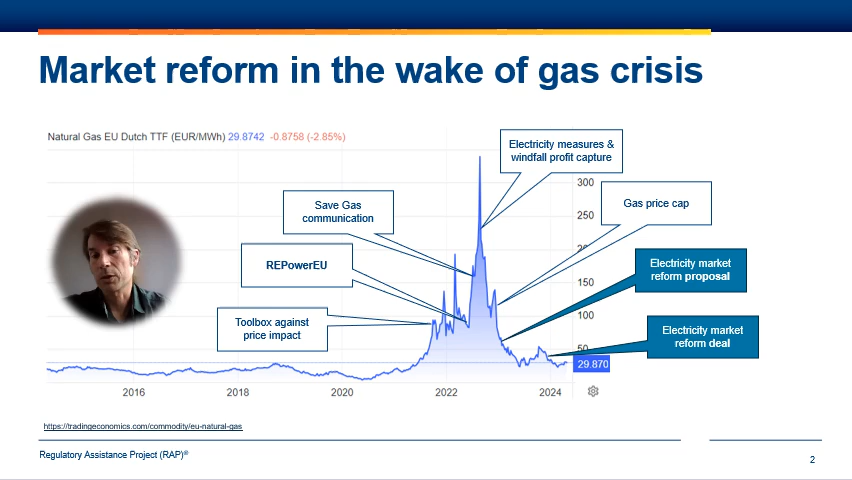 Market reform in the wake of gas crisis
Natural Gas EU Dutch TTF (EUR/MWh) 29.8742 -0.8758 (-2.85%)
Electricity measures &
windfall profit capture
300
Save Gas
communication
Gas price cap
250
REPowerEU
Electricity market
reform proposal
150
Toolbox against
price impact
100
Electricity market
reform deal
50
29.870
2016
2018
2020
2022
2024
https://tradingeconomics.com/commodity/eu-natural-gas
Regulatory Assistance Project (RAP)®
2